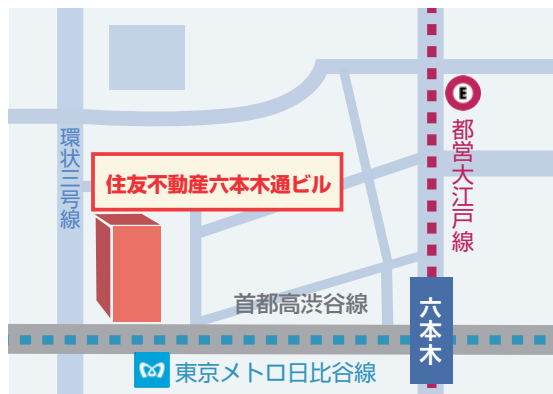 E
都営大江戸線
環状三号線
住友不動産六本木通ビル
首都高渋谷線
六本木
東京メトロ日比谷線